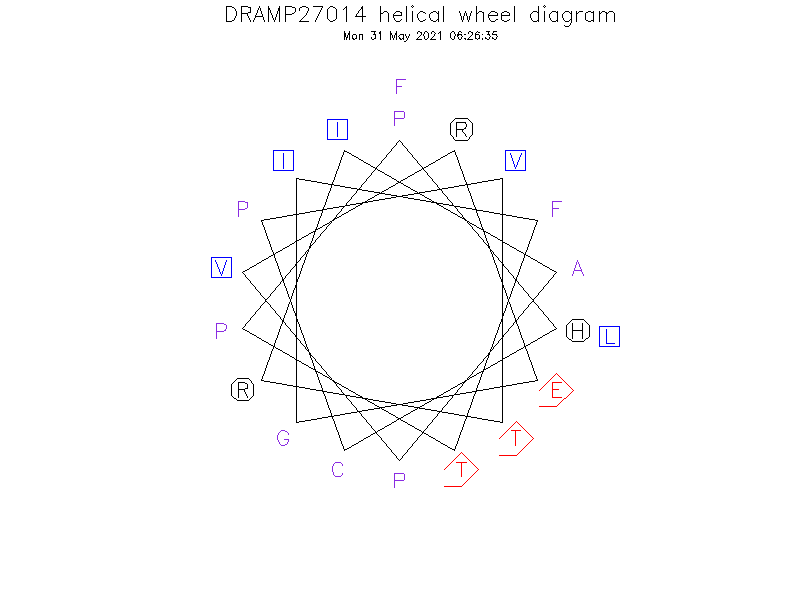 DRAMP27014 helical wheel diagram
Mon 31 May 2021 06:26:35
F
I P R
I V
P F
V A
P H L
R E
G T
C P T